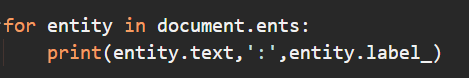 for entity in document.ents:
    print(entity.text,':',entity.label_)